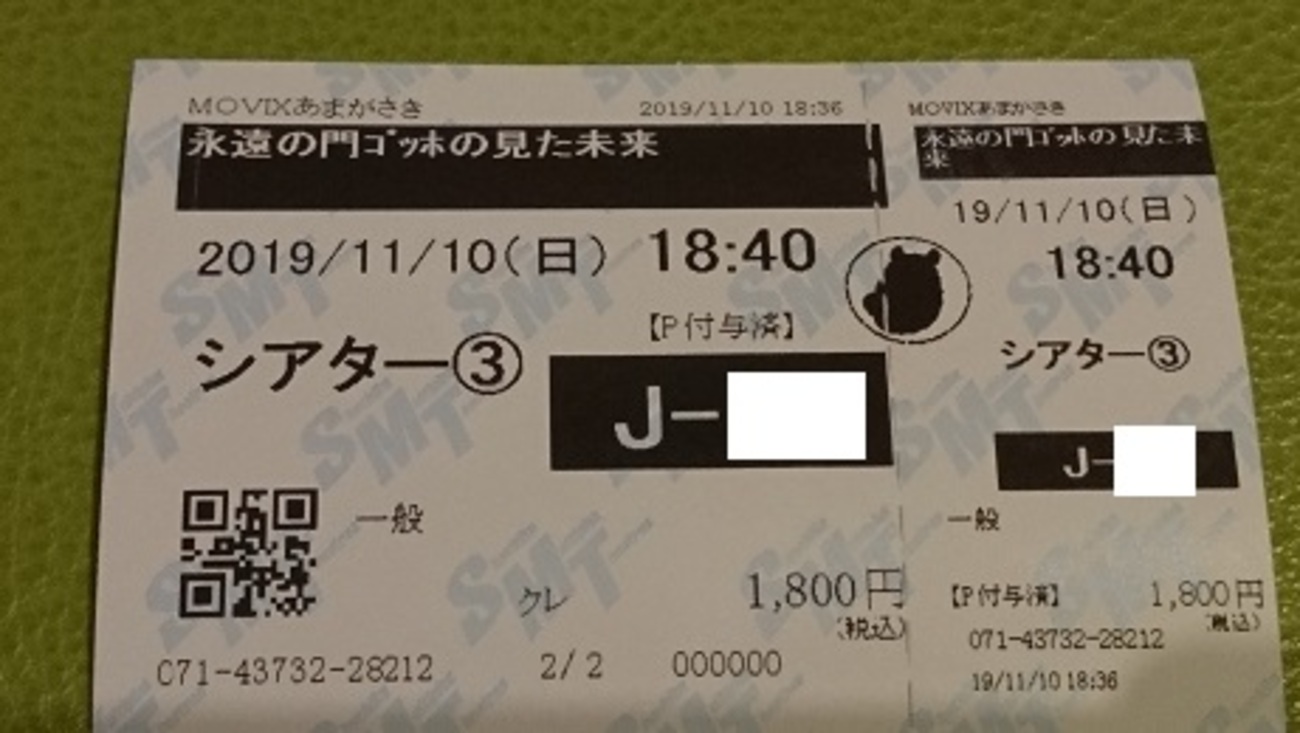 MOVIXあまがさき 2019/11/10 18:36
永遠の門ゴッホの見た未来
2019/11/10(日) 18:40
【P付与済】
シアター③
J-
一般
クレ 1,800円
(税込)
071-43732-28212 2/2 000000
MOVIXあまがさき
永遠の門ゴッホの見た未
来
19/11/10(日)
18:40
シアター③
J-
一般
【P付与済】 1,800円
(税込)
071-43732-28212
19/11/10 18:36
SMT